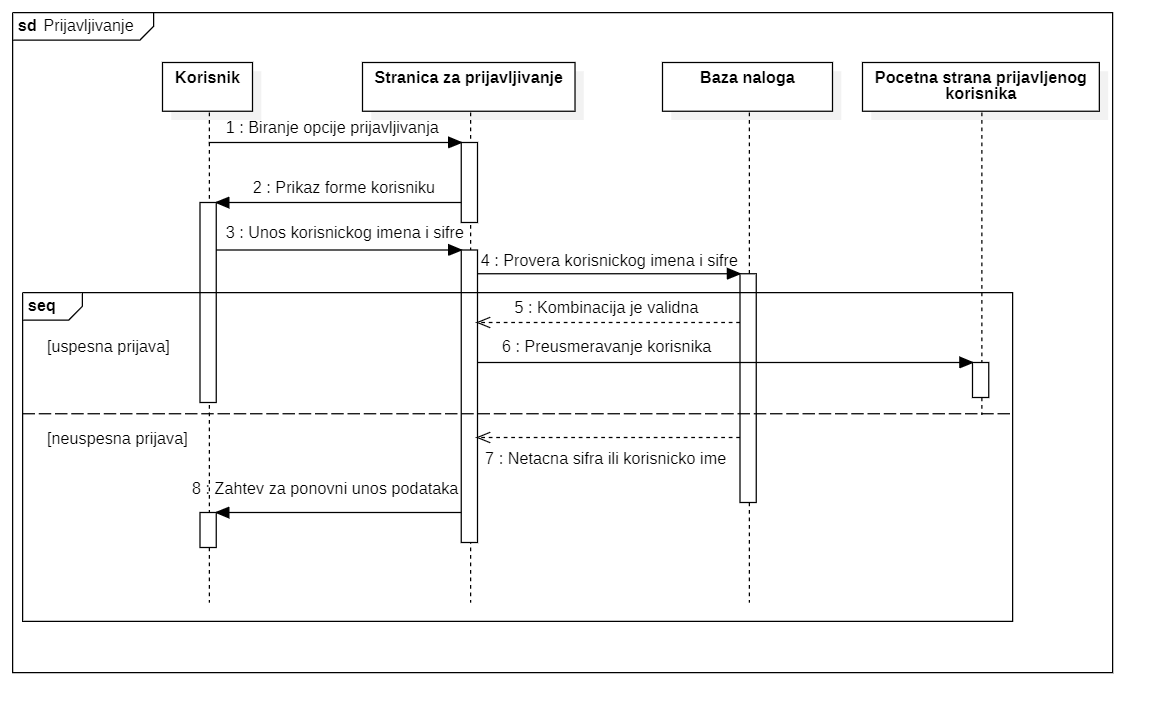 sd Prijavljivanje
Korisnik
Stranica za prijavljivanje
Baza naloga
Pocetna strana prijavljenog
korisnika
1 : Biranje opcije prijavljivanja
2 : Prikaz forme korisniku
3 : Unos korisnickog imena i sifre
4 : Provera korisnickog imena i sifre
seq
5 : Kombinacija je validna
[uspesna prijava]
6 : Preusmeravanje korisnika
[neuspesna prijava]
7 : Netacna sifra ili korisnicko ime
8 : Zahtev za ponovni unos podataka